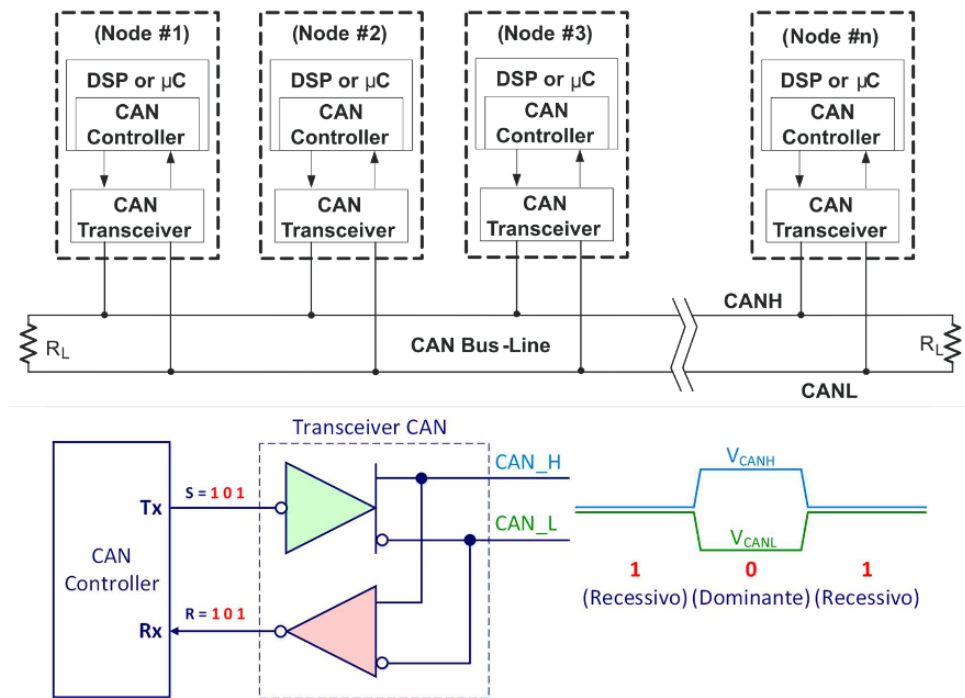 (Node #1)
DSP or µC
CAN
Controller
CAN
Transceiver
(Node #2)
DSP or µC
CAN
Controller
CAN
Transceiver
(Node #3)
DSP or µC
CAN
Controller
CAN
Transceiver
(Node #n)
DSP or µC
CAN
Controller
CAN
Transceiver
CANH
RL
CAN Bus-Line
RL
CANL
Transceiver CAN
CAN_H
CAN_L
S = 1 0 1
Tx
CAN
Controller
R = 1 0 1
Rx
VCANH
VCANL
1 0 1
(Recessivo) (Dominante) (Recessivo)